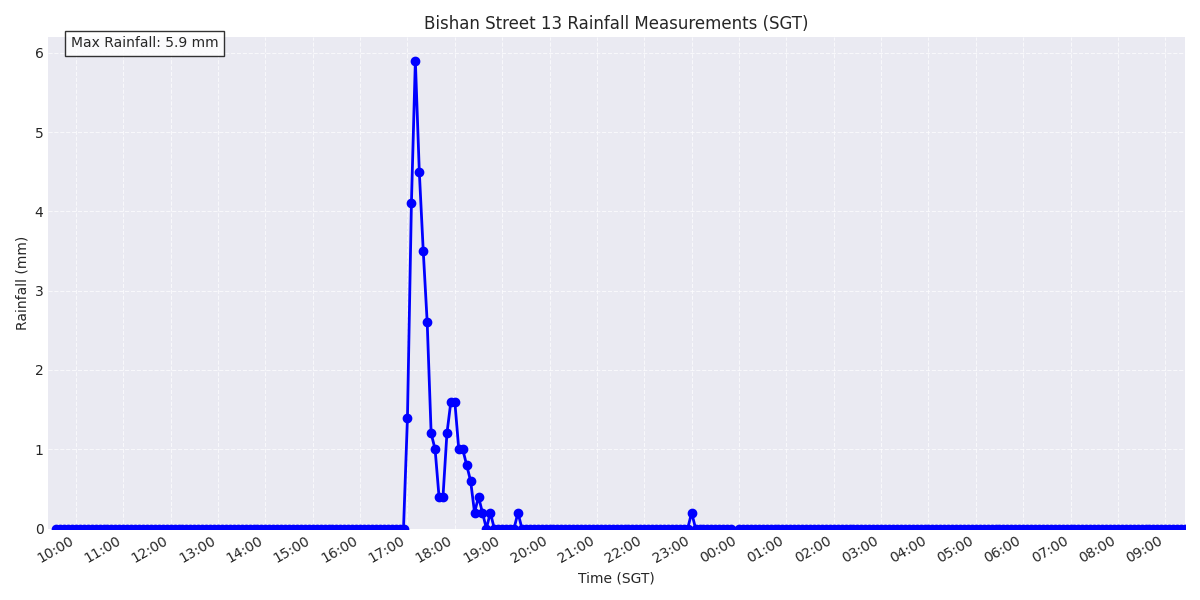 Bishan Street 13 Rainfall Measurements (SGT)
Max Rainfall: 5.9 mm
6
5
4
3
2
1
0
Rainfall (mm)
10:00 11:00 12:00 13:00 14:00 15:00 16:00 17:00 18:00 19:00 20:00 21:00 22:00 23:00 00:00 01:00 02:00 03:00 04:00 05:00 06:00 07:00 08:00 09:00
Time (SGT)